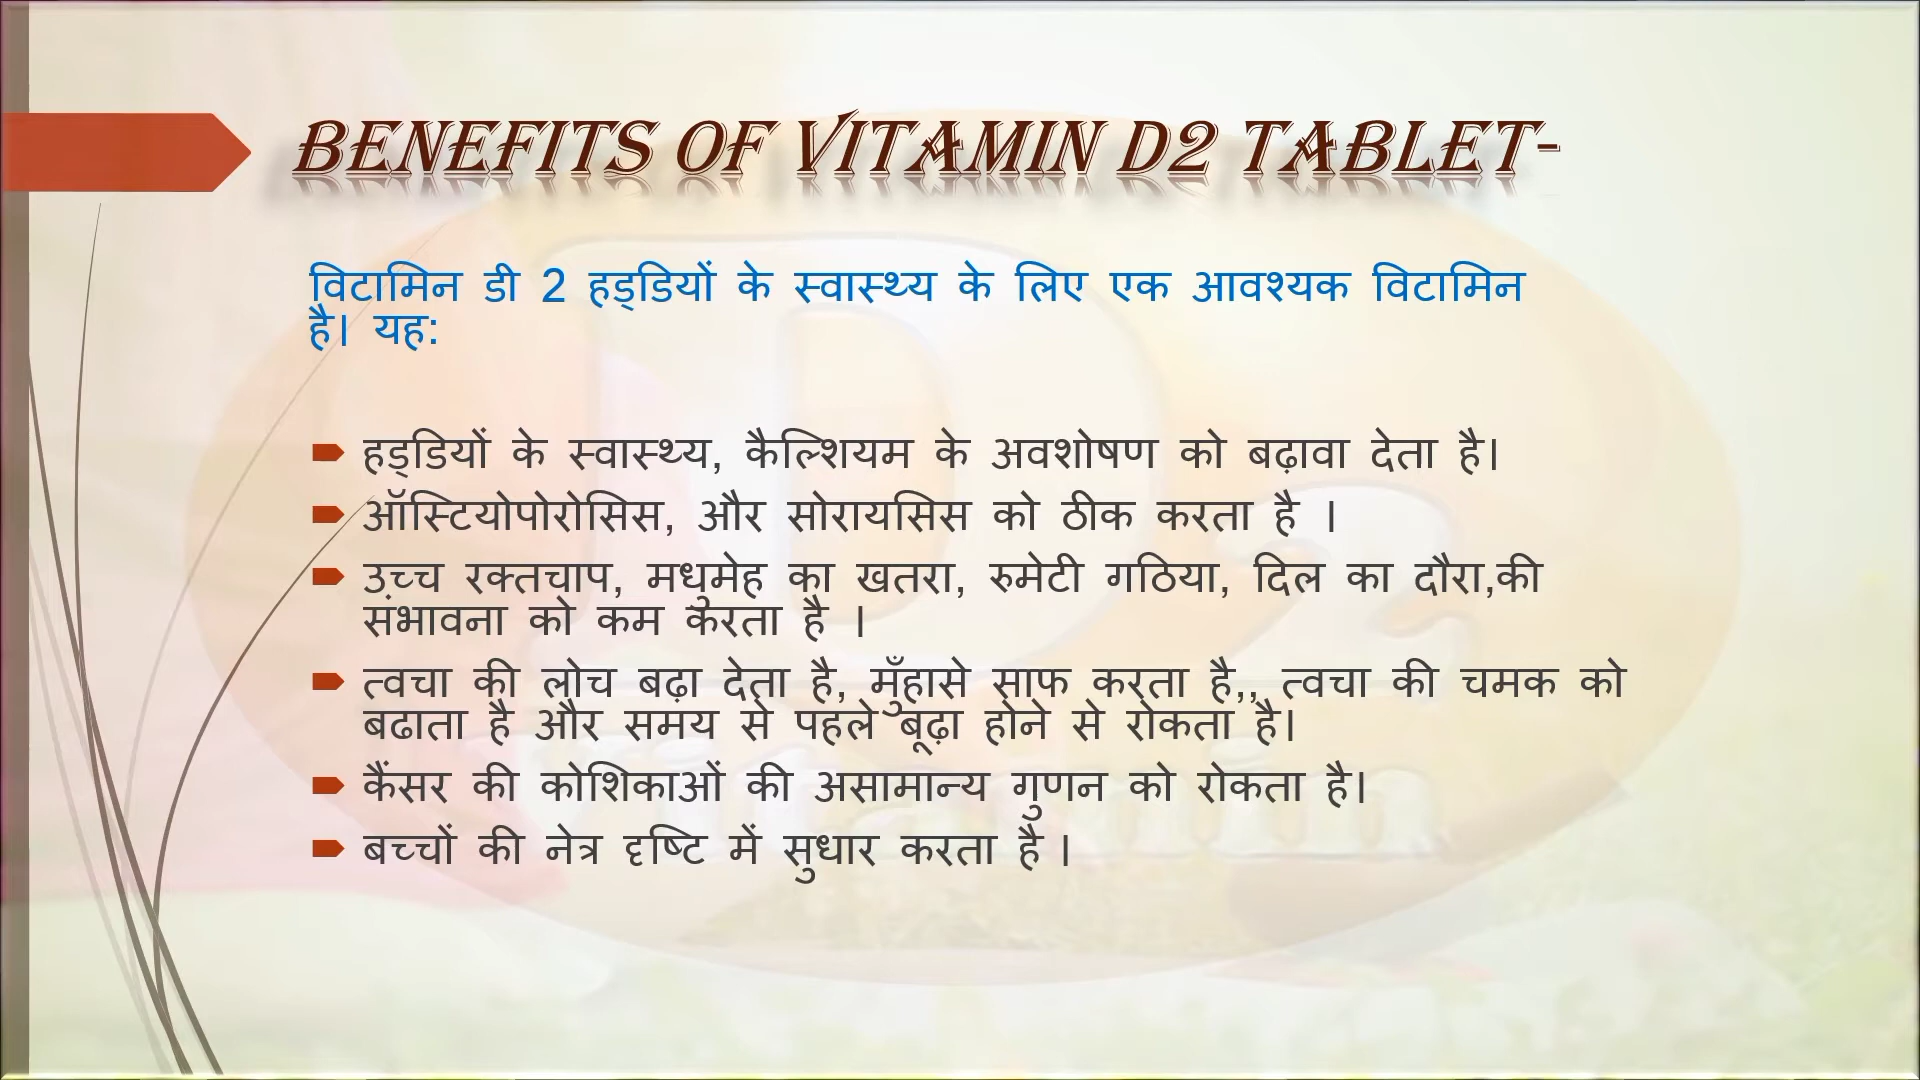 BENEFITS OF VITAMIN D2 TABLET-
विटामिन डी 2 हड्डियों के स्वास्थ्य के लिए एक आवश्यक विटामिन
है। यह:
हड्डियों के स्वास्थ्य, कैल्शियम के अवशोषण को बढ़ावा देता है।
ऑस्टियोपोरोसिस, और सोरायसिस को ठीक करता है ।
उच्च रक्तचाप, मधुमेह का खतरा, रुमेटी गठिया, दिल का दौरा,की
संभावना को कम करता है ।
त्वचा की लोच बढ़ा देता है, मुँहासे साफ करता है,, त्वचा की चमक को
बढाता है और समय से पहले बूढ़ा होने से रोकता है।
कैंसर की कोशिकाओं की असामान्य गुणन को रोकता है।
बच्चों की नेत्र दृष्टि में सुधार करता है ।
D2
Vitamin